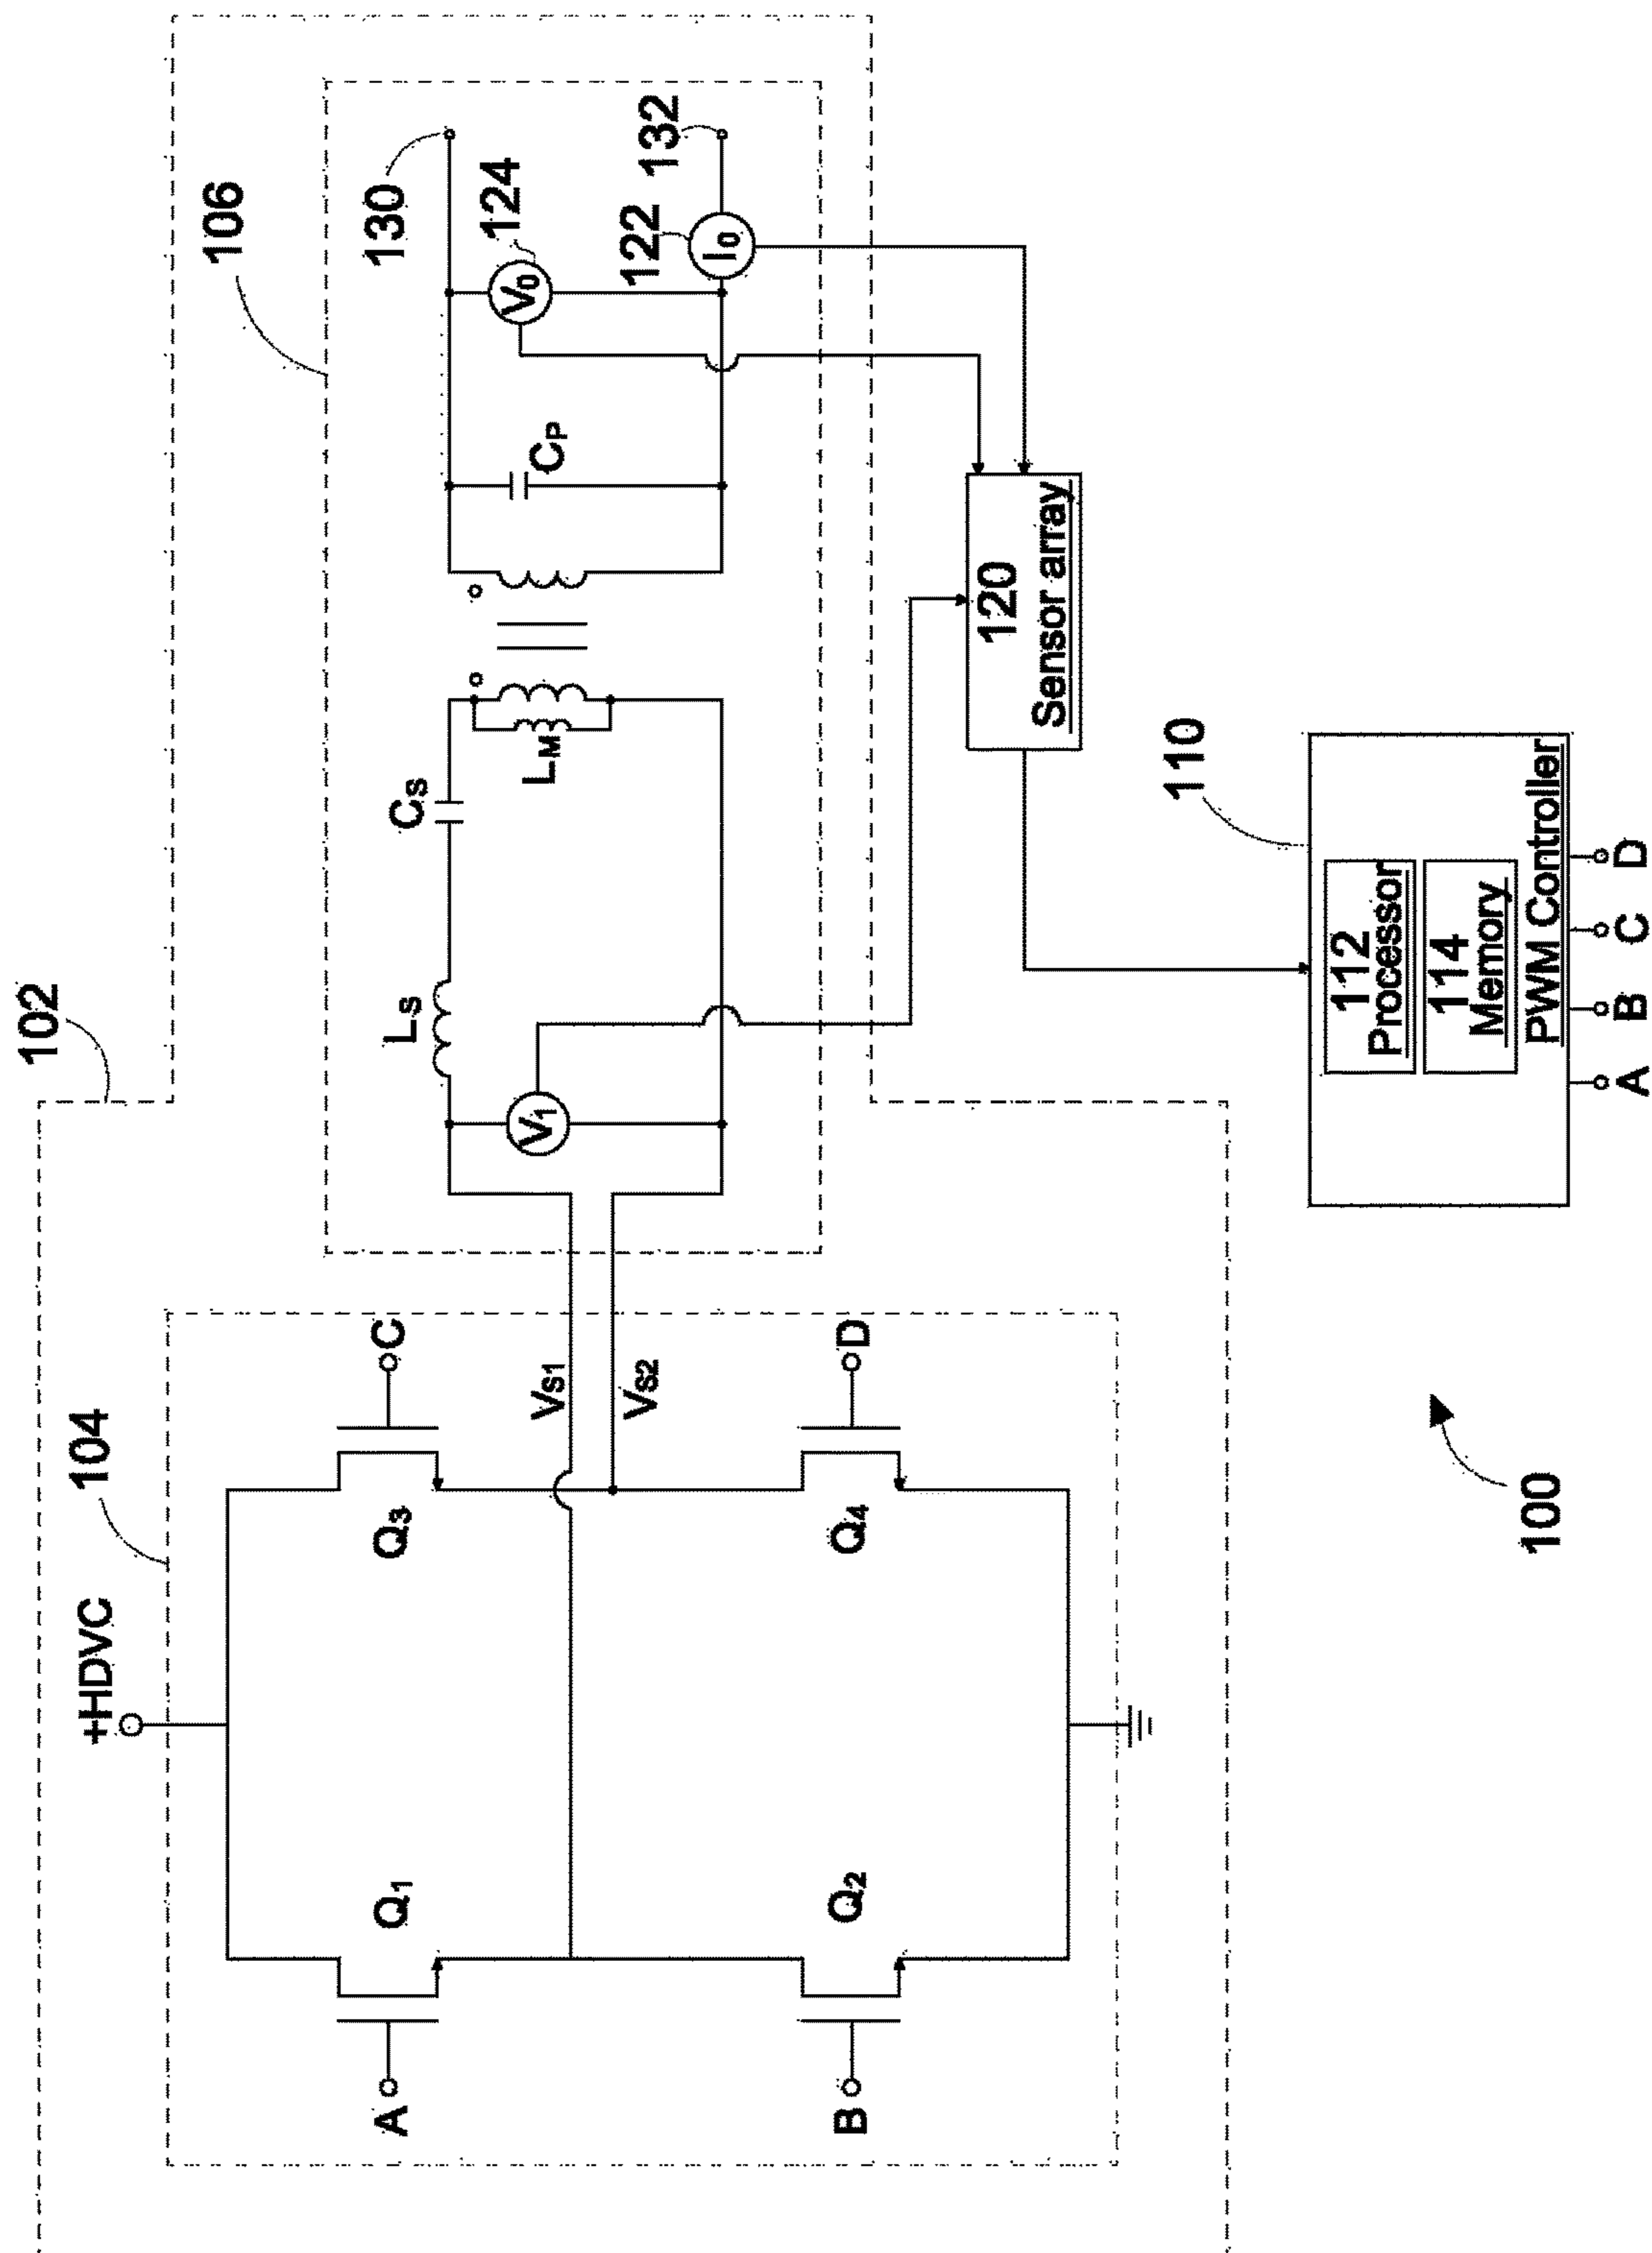 102
106
104
+HDVC
130
132
124
122
V0
I0
CP
CS
LM
LS
V1
120
Sensor array
110
112
Processor
114
Memory
PWM Controller
A
B
C
D
Q1
Q3
A
C
VS1
VS2
Q2
Q4
B
D
100